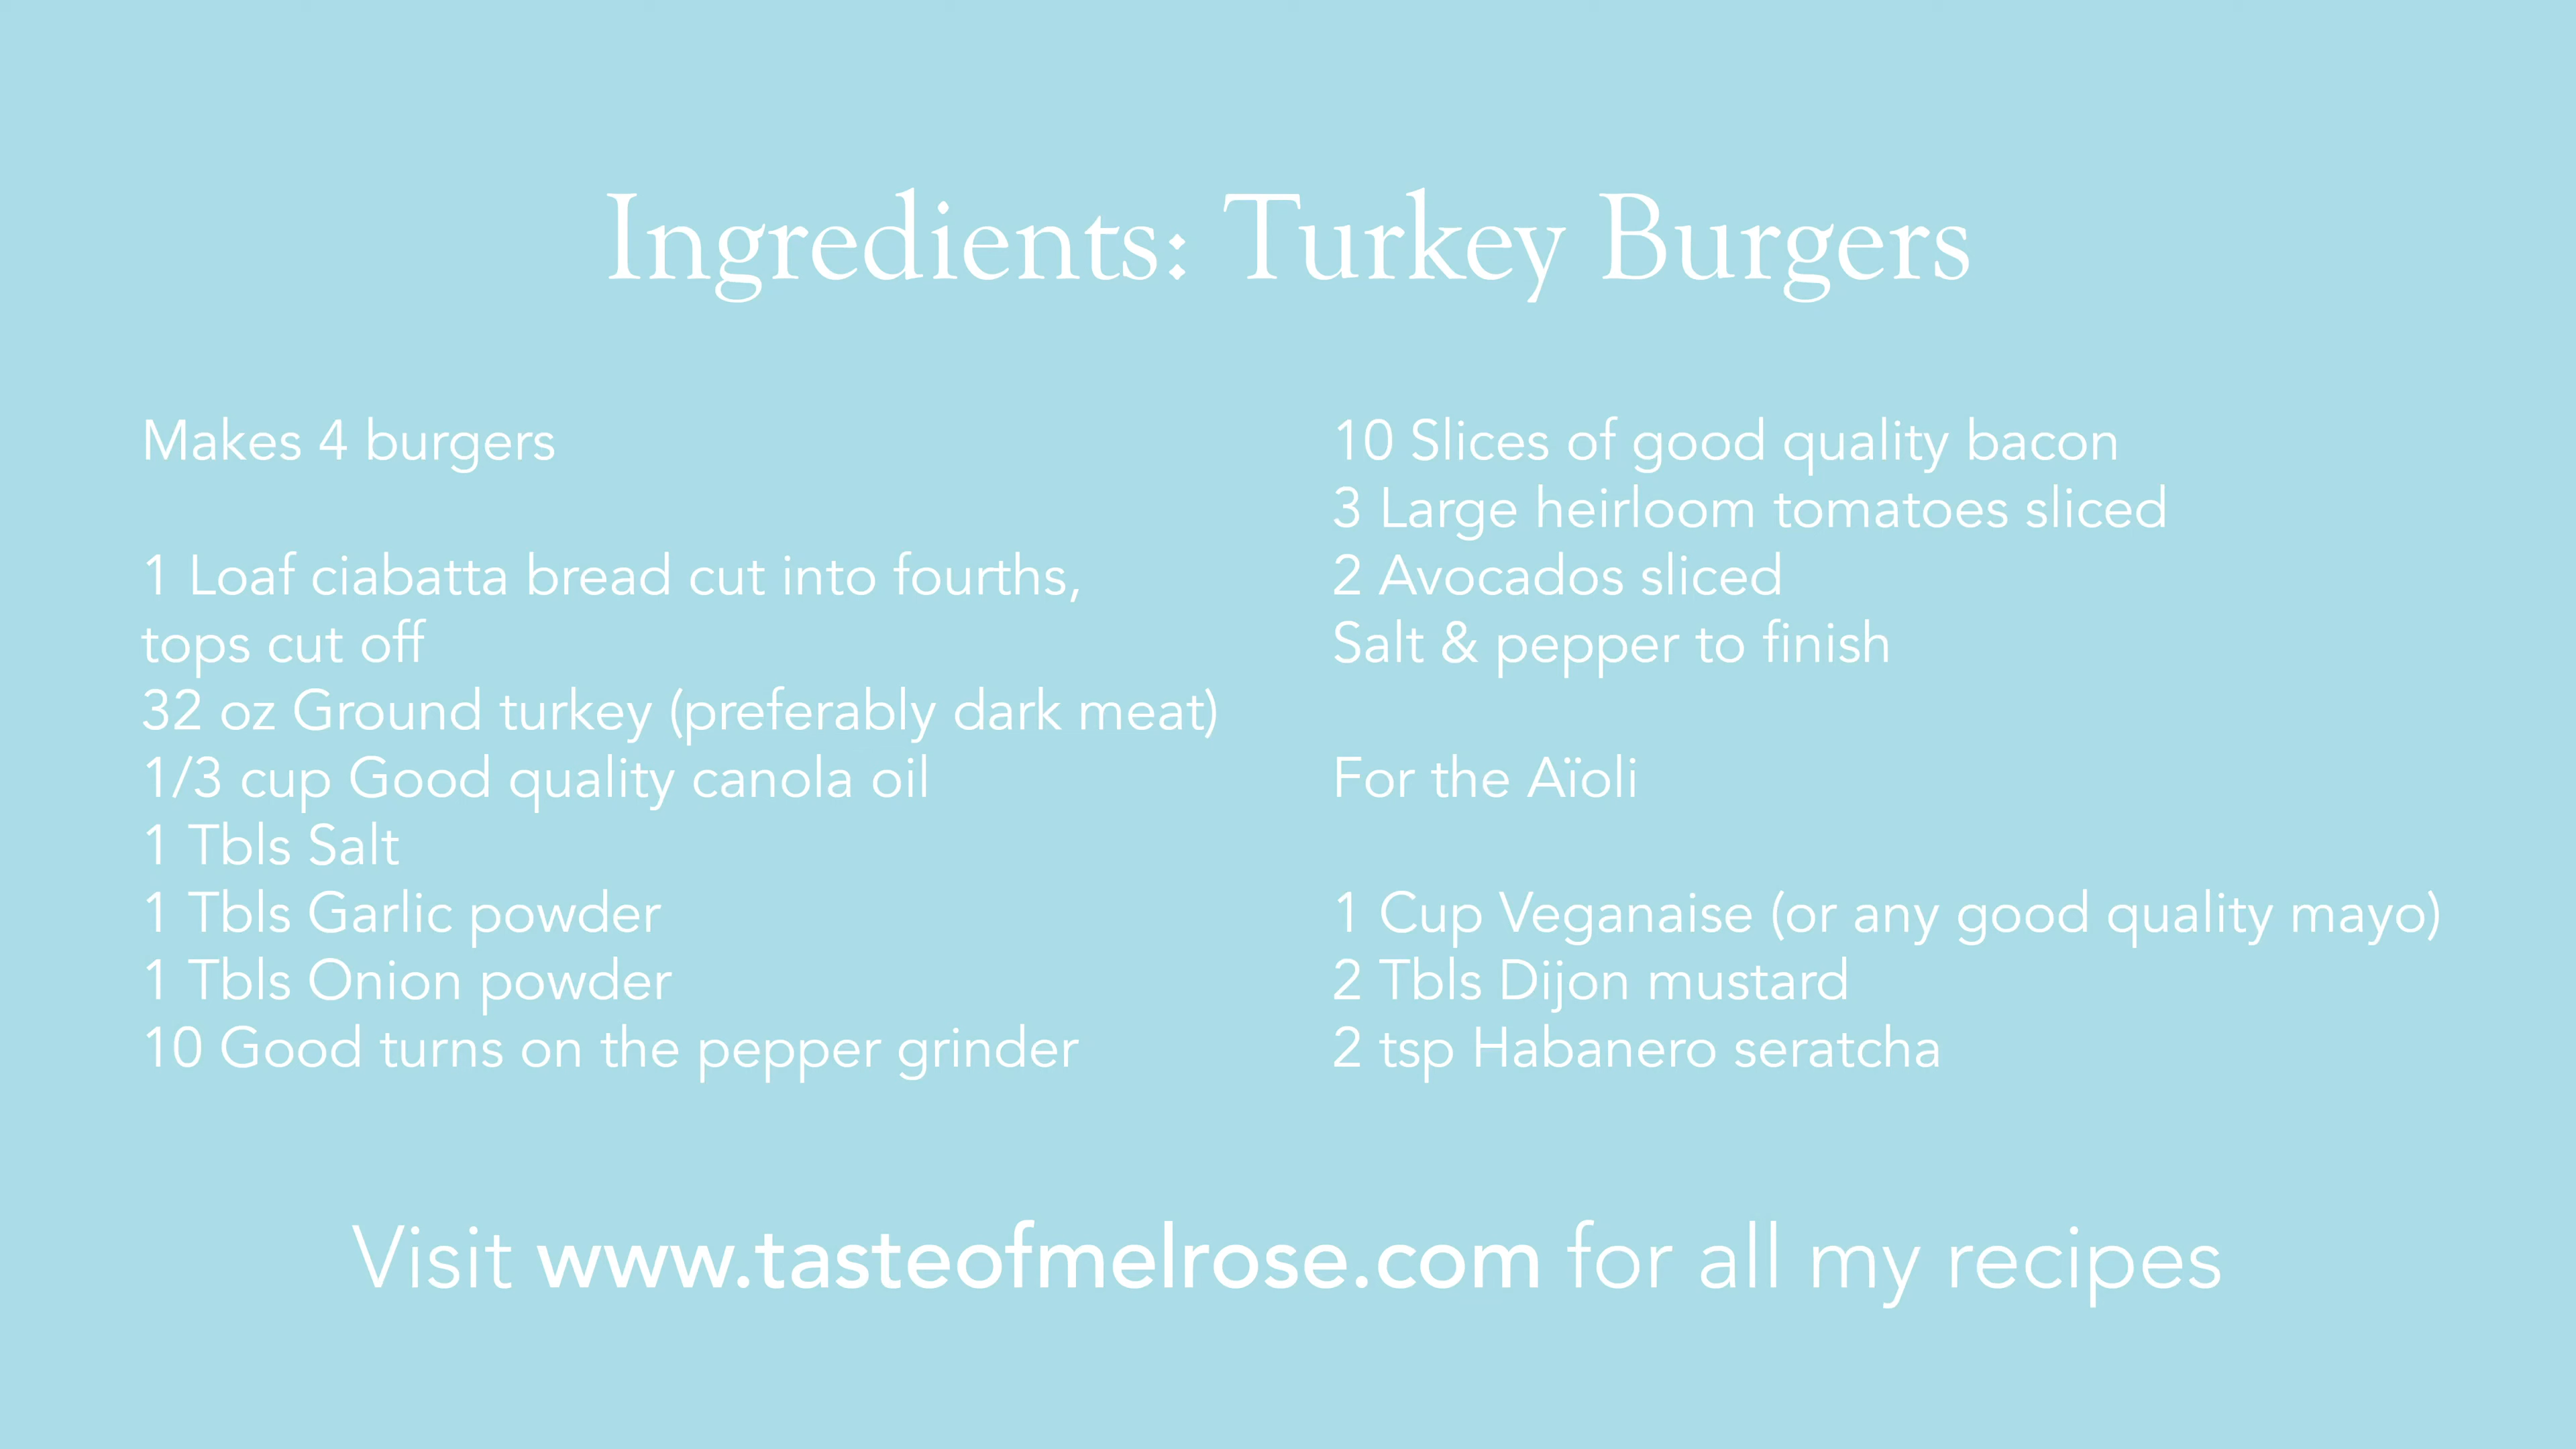 Ingredients: Turkey Burgers
Makes 4 burgers
1 Loaf ciabatta bread cut into fourths,
tops cut off
32 oz Ground turkey (preferably dark meat)
1/3 cup Good quality canola oil
1 Tbls Salt
1 Tbls Garlic powder
1 Tbls Onion powder
10 Good turns on the pepper grinder
10 Slices of good quality bacon
3 Large heirloom tomatoes sliced
2 Avocados sliced
Salt & pepper to finish
For the Aïoli
1 Cup Veganaise (or any good quality mayo)
2 Tbls Dijon mustard
2 tsp Habanero seratcha
Visit www.tasteofmelrose.com for all my recipes